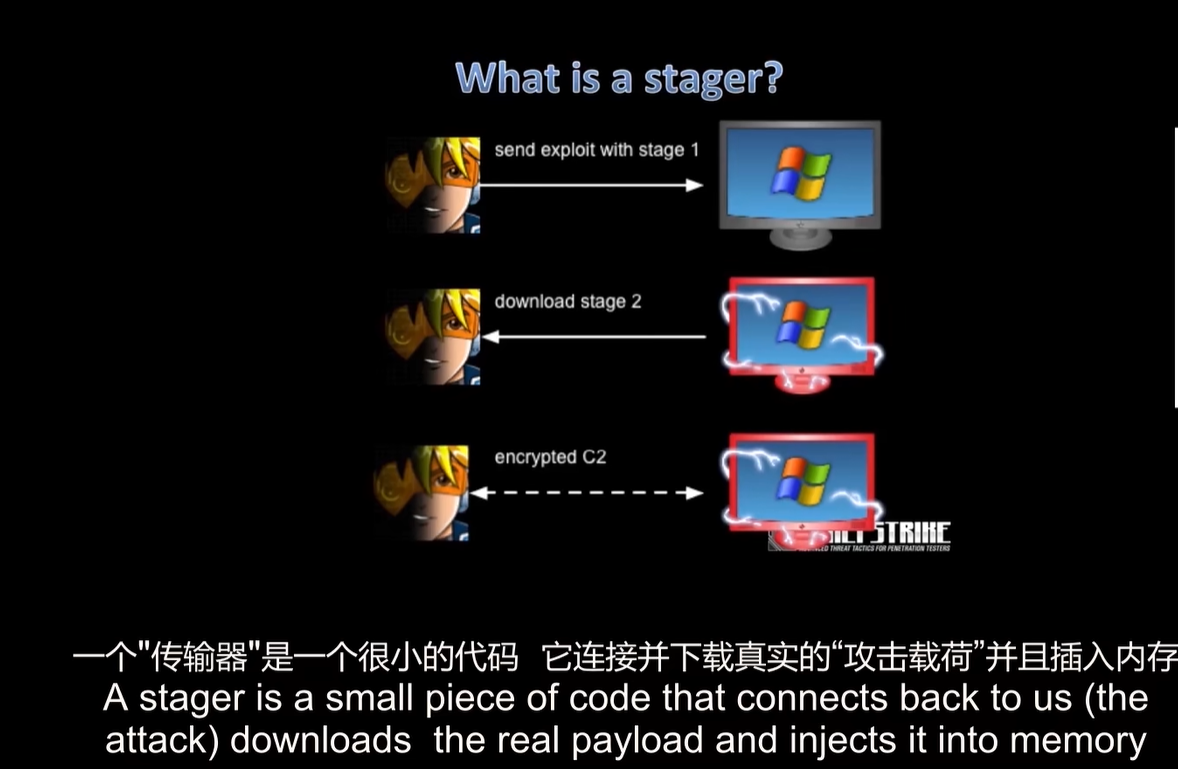 What is a stager?
send exploit with stage 1
download stage 2
encrypted C2
STRIKE
THREAT TACTICS FOR PENETRATION TESTERS
一个"传输器"是一个很小的代码 它连接并下载真实的“攻击载荷”并且插入内存
A stager is a small piece of code that connects back to us (the
attack) downloads the real payload and injects it into memory